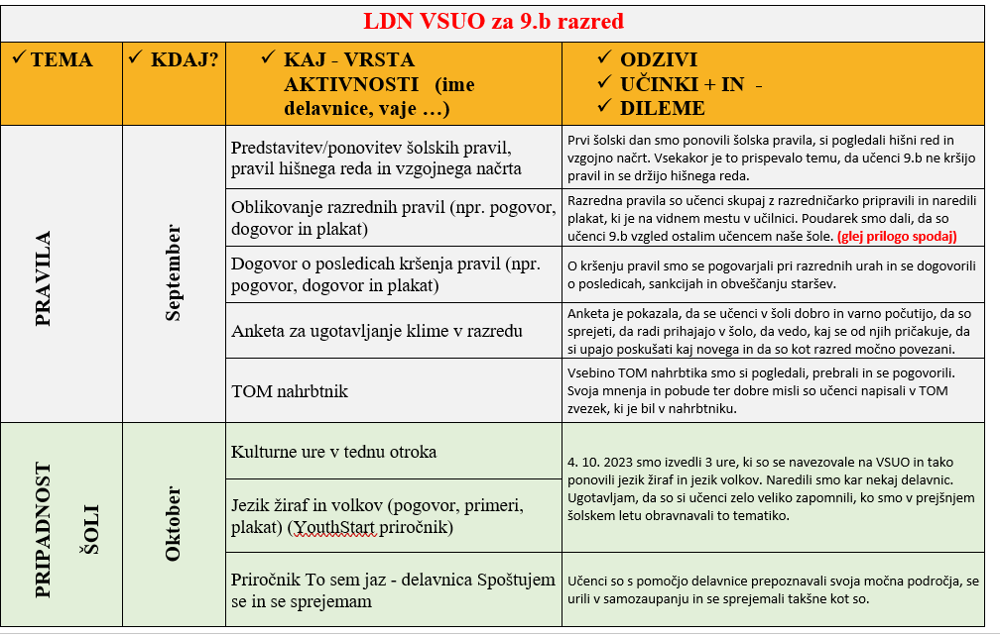 LDN VSUO za 9.b razred
✓ TEMA
✓ KDAJ?
✓ KAJ - VRSTA
AKTIVNOSTI (ime
delavnice, vaje …)
✓ ODZIVI
✓ UČINKI + IN -
✓ DILEME
PRAVILA
September
Predstavitev/ponovitev šolskih pravil,
pravil hišnega reda in vzgojnega načrta
Prvi šolski dan smo ponovili šolska pravila, si pogledali hišni red in
vzgojno načrt. Vsekakor je to prispevalo temu, da učenci 9.b ne kršijo
pravil in se držijo hišnega reda.
Oblikovanje razrednih pravil (npr. pogovor,
dogovor in plakat)
Razredna pravila so učenci skupaj z razredničarko pripravili in naredili
plakat, ki je na vidnem mestu v učilnici. Poudarek smo dali, da so
učenci 9.b vzgled ostalim učencem naše šole. (glej prilogo spodaj)
Dogovor o posledicah kršenja pravil (npr.
pogovor, dogovor in plakat)
O kršenju pravil smo se pogovarjali pri razrednih urah in se dogovorili
o posledicah, sankcijah in obveščanju staršev.
Anketa za ugotavljanje klime v razredu
Anketa je pokazala, da se učenci v šoli dobro in varno počutijo, da so
sprejeti, da radi prihajajo v šolo, da vedo, kaj se od njih pričakuje, da
si upajo poskušati kaj novega in da so kot razred močno povezani.
TOM nahrbtnik
Vsebino TOM nahrbtika smo si pogledali, prebrali in se pogovorili.
Svoja mnenja in pobude ter dobre misli so učenci napisali v TOM
zvezek, ki je bil v nahrbtniku.
PRIPADNOST
ŠOLI
Oktober
Kulturne ure v tednu otroka
4. 10. 2023 smo izvedli 3 ure, ki so se navezovale na VSUO in tako
ponovili jezik žiraf in jezik volkov. Naredili smo kar nekaj delavnic.
Ugotavljam, da so si učenci zelo veliko zapomnili, ko smo v prejšnjem
šolskem letu obravnavali to tematiko.
Jezik žiraf in volkov (pogovor, primeri,
plakat) (YouthStart priročnik)
Priročnik To sem jaz - delavnica Spoštujem
se in se sprejemam
Učenci so s pomočjo delavnice prepoznavali svoja močna področja, se
urili v samozaupanju in se sprejemali takšne kot so.